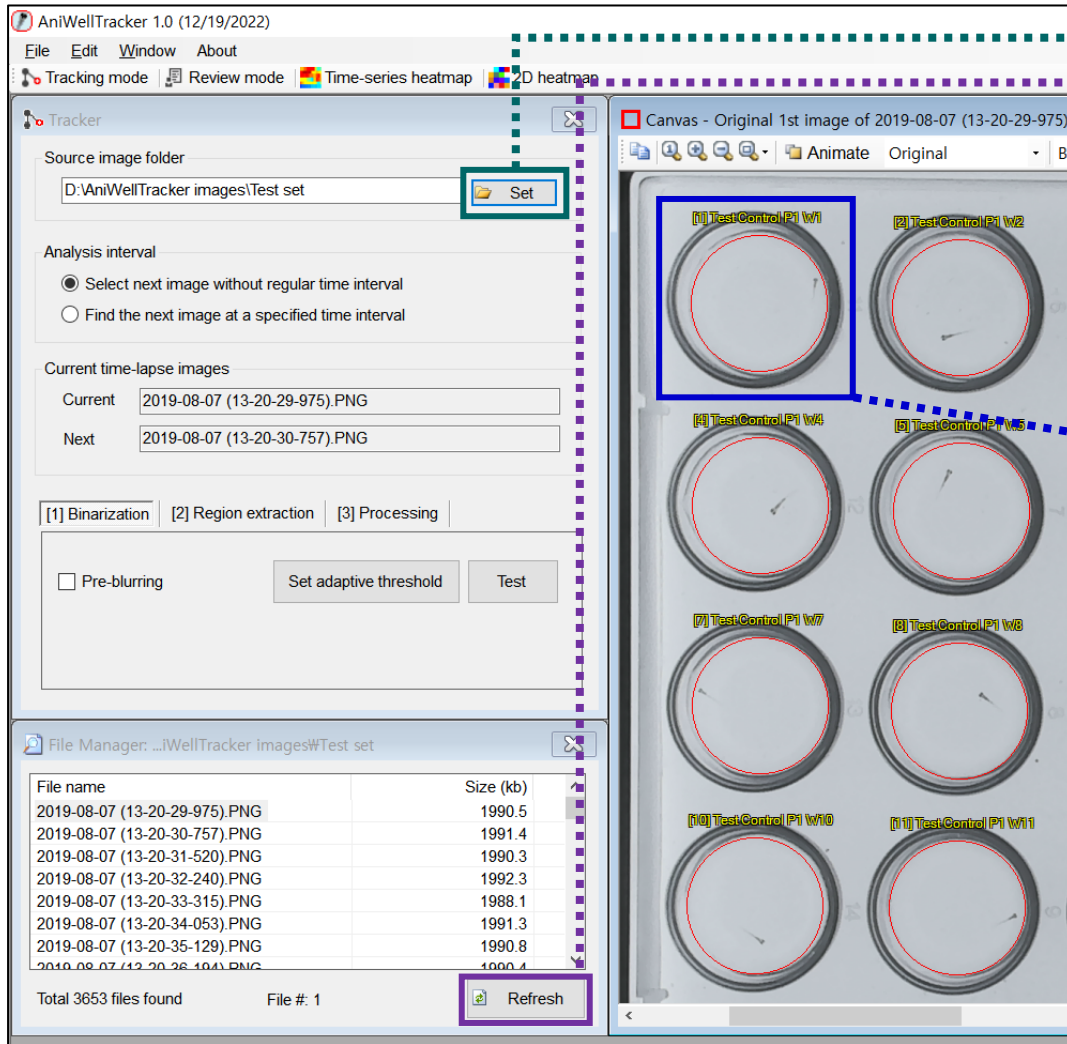 AniWellTracker 1.0 (12/19/2022)
File Edit Window About
Tracking mode Review mode Time-series heatmap 2D heatmap
Tracker
Source image folder
D:\AniWellTracker images\Test set Set
Analysis interval
Select next image without regular time interval
Find the next image at a specified time interval
Current time-lapse images
Current 2019-08-07 (13-20-29-975).PNG
Next 2019-08-07 (13-20-30-757).PNG
[1] Binarization [2] Region extraction [3] Processing
Pre-blurring Set adaptive threshold Test
File Manager: ...iWellTracker images₩Test set
File name Size (kb)
2019-08-07 (13-20-29-975).PNG 1990.5
2019-08-07 (13-20-30-757).PNG 1991.4
2019-08-07 (13-20-31-520).PNG 1990.3
2019-08-07 (13-20-32-240).PNG 1992.3
2019-08-07 (13-20-33-315).PNG 1988.1
2019-08-07 (13-20-34-053).PNG 1991.3
2019-08-07 (13-20-35-129).PNG 1990.8
2019-08-07 (13-20-36-194).PNG 1990.4
Total 3653 files found File #: 1 Refresh
Canvas - Original 1st image of 2019-08-07 (13-20-29-975)
Animate Original B
[1] Test Control P1 W1 [2] Test Control P1 W2
[4] Test Control P1 W4 [5] Test Control P1 W5
[7] Test Control P1 W7 [8] Test Control P1 W8
[10] Test Control P1 W10 [11] Test Control P1 W11